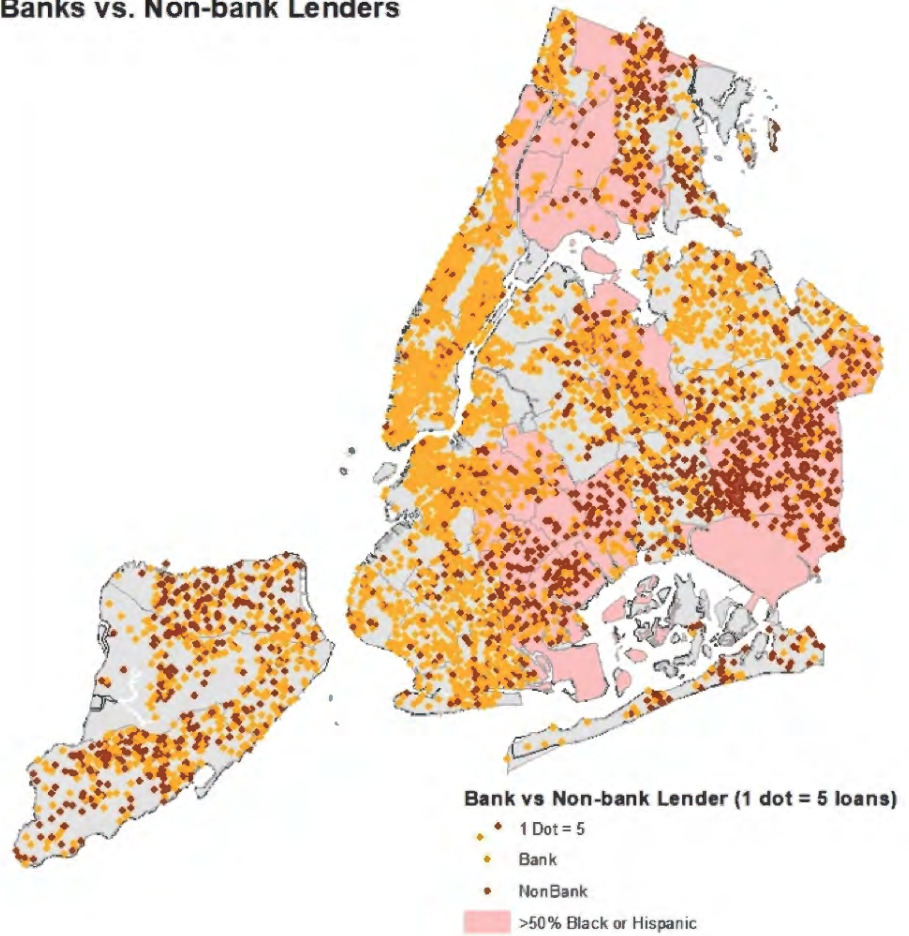 Banks vs. Non-bank Lenders
Bank vs Non-bank Lender (1 dot = 5 loans)
1 Dot = 5
Bank
NonBank
>50% Black or Hispanic